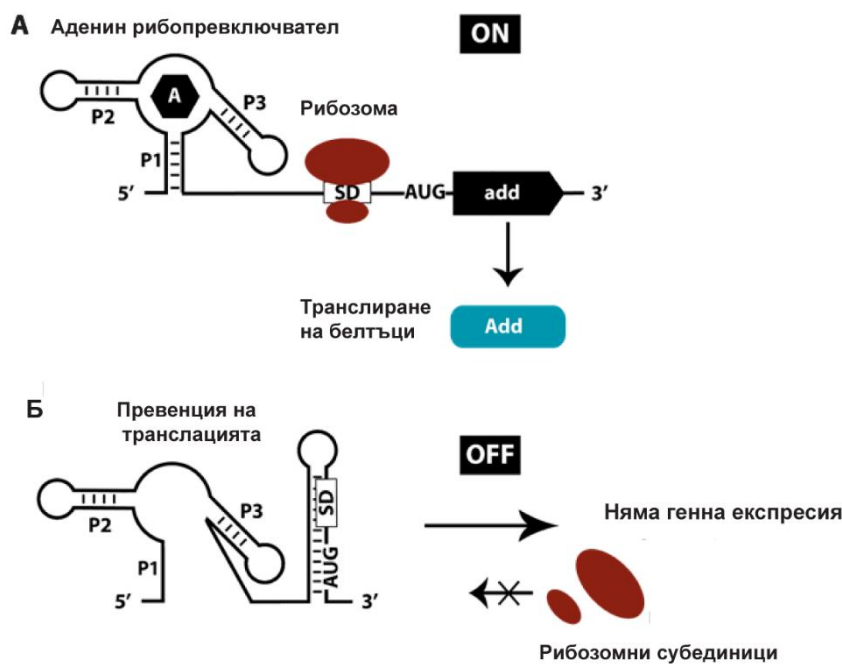 А Аденин рибопревключвател
ON
A
P2
P3
P1
Рибозома
5′
SD
AUG
add
3′
Транслиране
на белтъци
Add
Б Превенция на
транслацията
OFF
P2
P3
P1
SD
AUG
5′
3′
Няма генна експресия
Рибозомни субединици